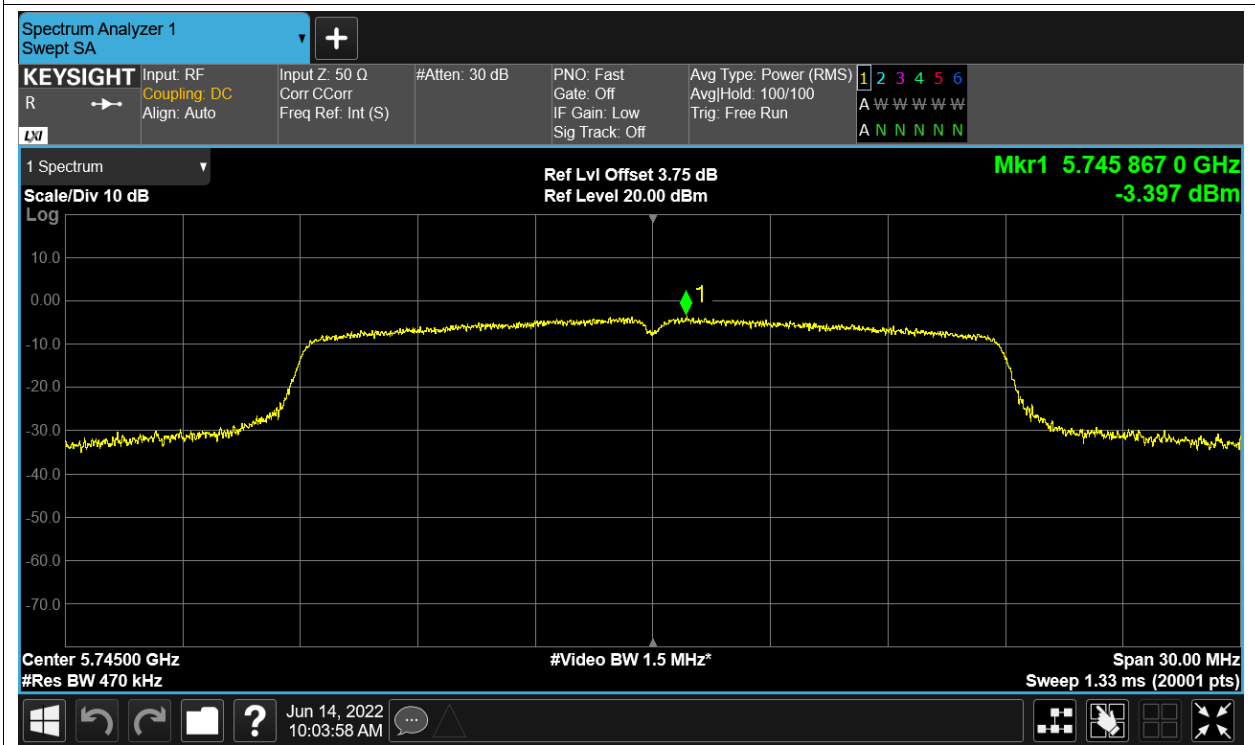 Spectrum Analyzer 1
Swept SA
KEYSIGHT
R
LXI
Input: RF
Coupling: DC
Align: Auto
Input Z: 50 Ω
Corr CCorr
Freq Ref: Int (S)
#Atten: 30 dB
PNO: Fast
Gate: Off
IF Gain: Low
Sig Track: Off
Avg Type: Power (RMS)
Avg|Hold: 100/100
Trig: Free Run
1 2 3 4 5 6
A W W W W W
A N N N N N
1 Spectrum
Scale/Div 10 dB
Log
Ref Lvl Offset 3.75 dB
Ref Level 20.00 dBm
Mkr1 5.745 867 0 GHz
-3.397 dBm
10.0
0.00
-10.0
-20.0
-30.0
-40.0
-50.0
-60.0
-70.0
1
Center 5.74500 GHz
#Res BW 470 kHz
#Video BW 1.5 MHz*
Span 30.00 MHz
Sweep 1.33 ms (20001 pts)
?
Jun 14, 2022
10:03:58 AM